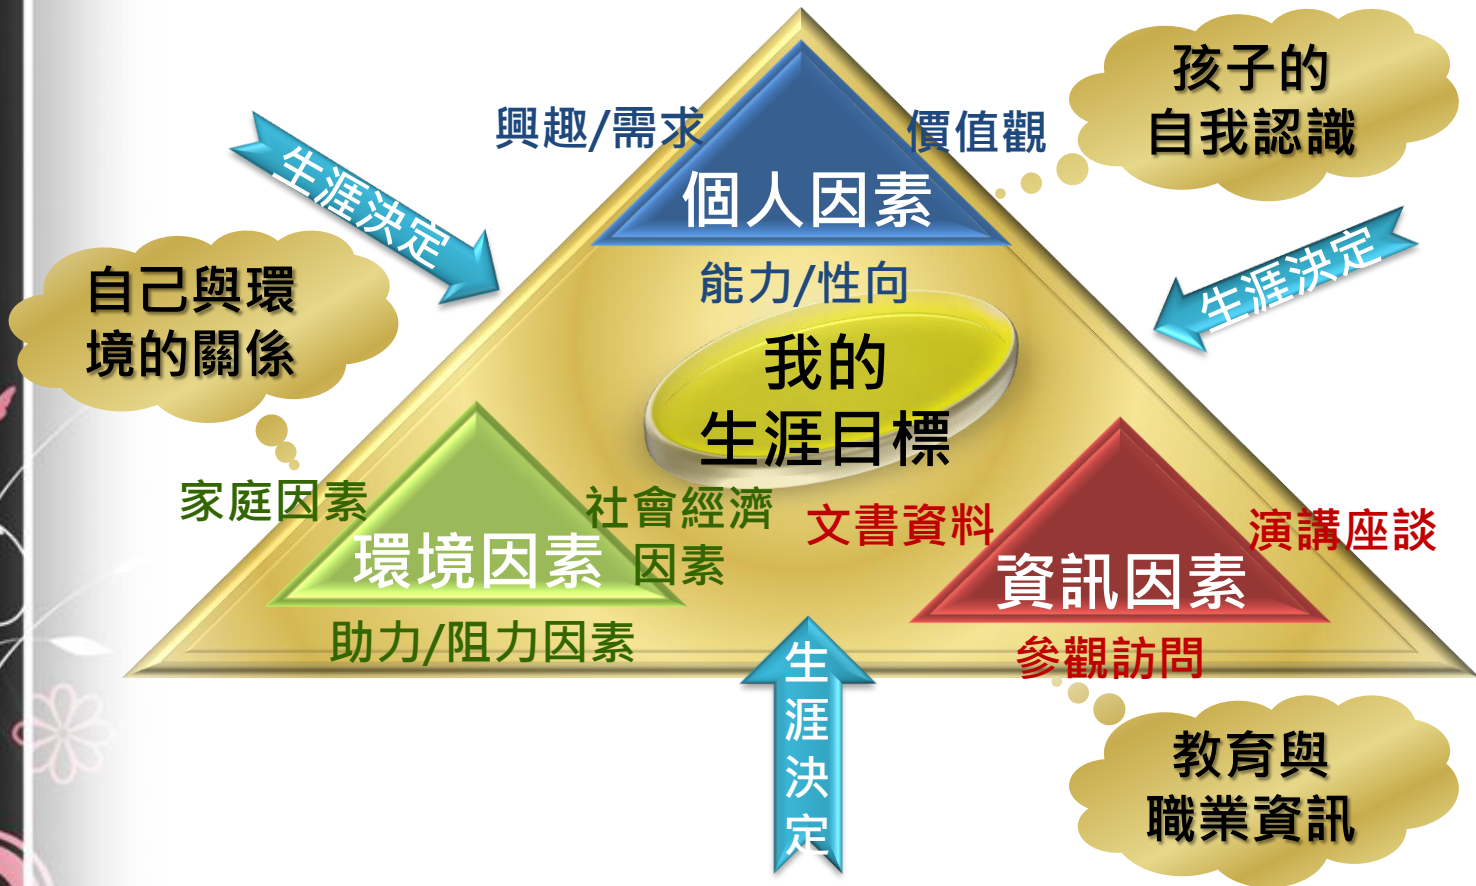 孩子的
自我認識
興趣/需求
價值觀
個人因素
能力/性向
生涯決定
生涯決定
自己與環
境的關係
我的
生涯目標
家庭因素
社會經濟
因素
環境因素
助力/阻力因素
文書資料
演講座談
資訊因素
參觀訪問
生涯決定
教育與
職業資訊